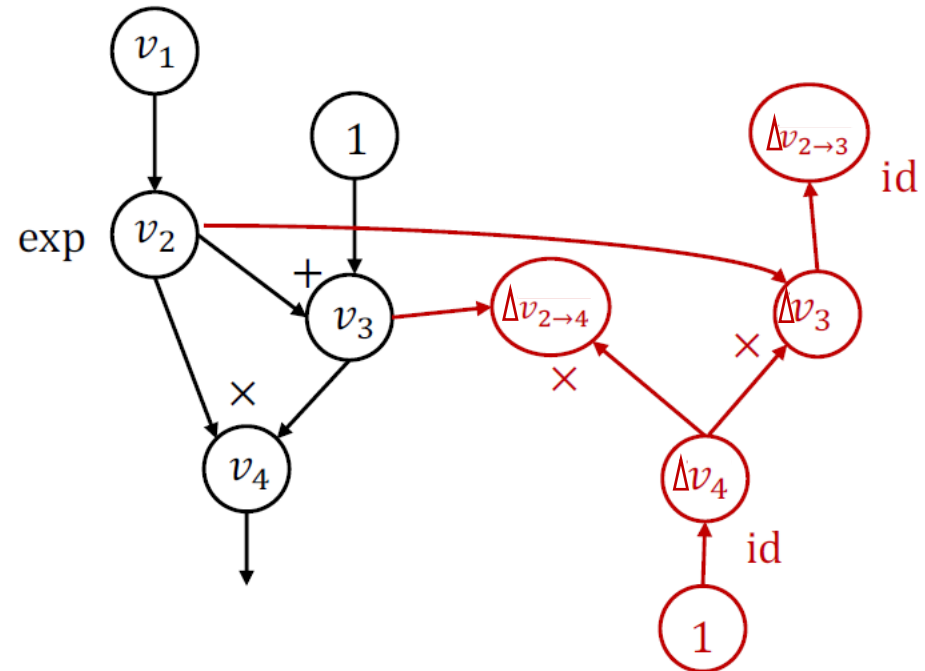 v₁
1
Δv₂→₃
id
exp
v₂
+
v₃
Δv₂→₄
Δv₃
×
×
×
v₄
Δv₄
id
1